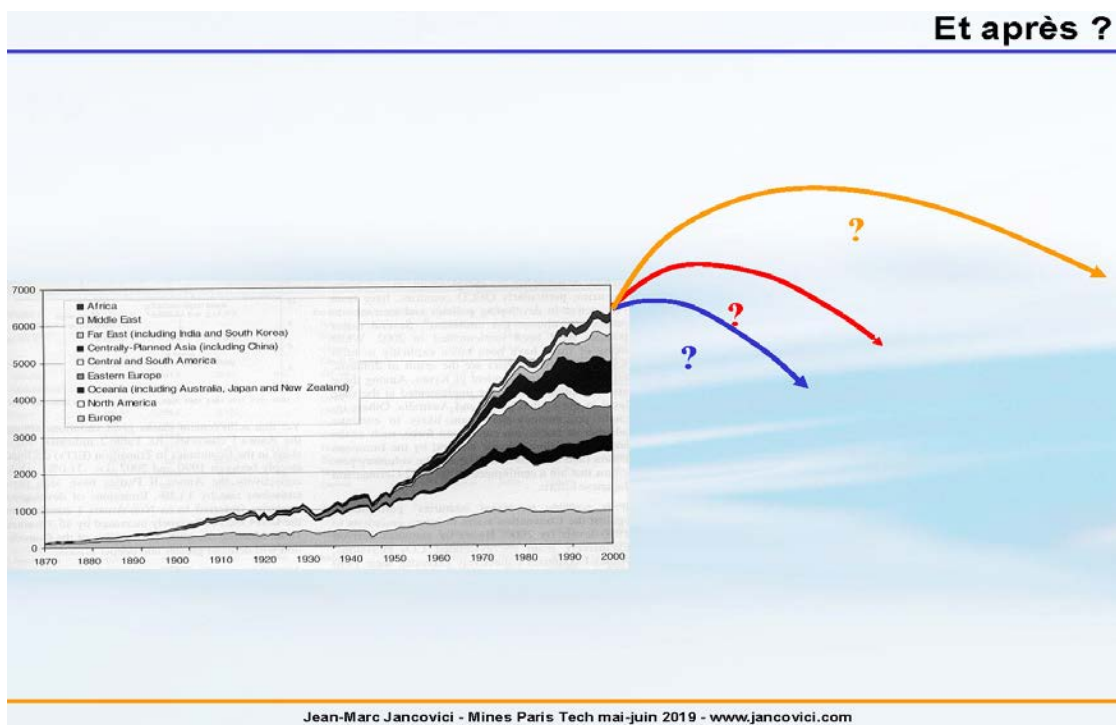 Et après ?
?
?
?
7000
6000
5000
4000
3000
2000
1000
0
Africa
Middle East
Far East (including India and South Korea)
Centrally-Planned Asia (including China)
Central and South America
Eastern Europe
Oceania (including Australia, Japan and New Zealand)
North America
Europe
1870 1880 1890 1900 1910 1920 1930 1940 1950 1960 1970 1980 1990 2000
Jean-Marc Jancovici - Mines Paris Tech mai-juin 2019 - www.jancovici.com